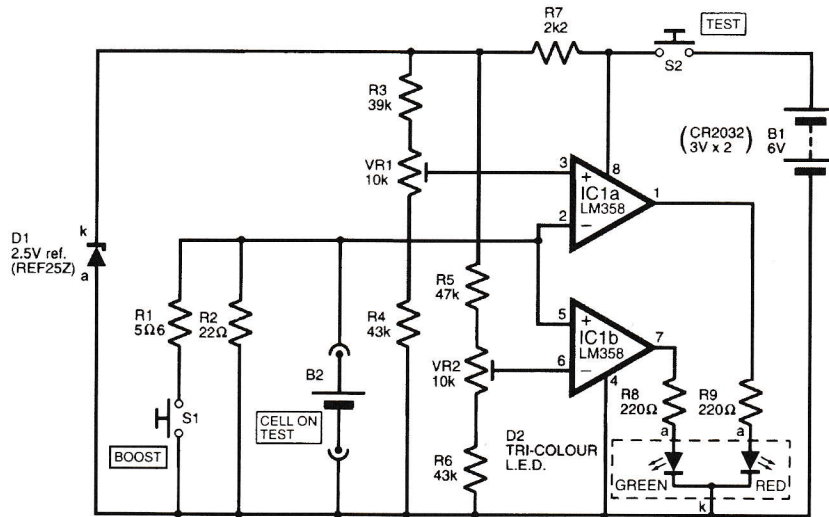 R7
2k2
TEST
S2
R3
39k
(CR2032)
3V x 2
B1
6V
VR1
10k
3
+
8
IC1a
LM358
1
2
–
k
D1
2.5V ref.
(REF25Z)
a
R1
5Ω6
R2
22Ω
R4
43k
R5
47k
5
+
IC1b
LM358
7
6
–
4
B2
VR2
10k
S1
CELL ON
TEST
BOOST
R8
220Ω
R9
220Ω
a
a
D2
TRI-COLOUR
L.E.D.
R6
43k
GREEN
RED
k